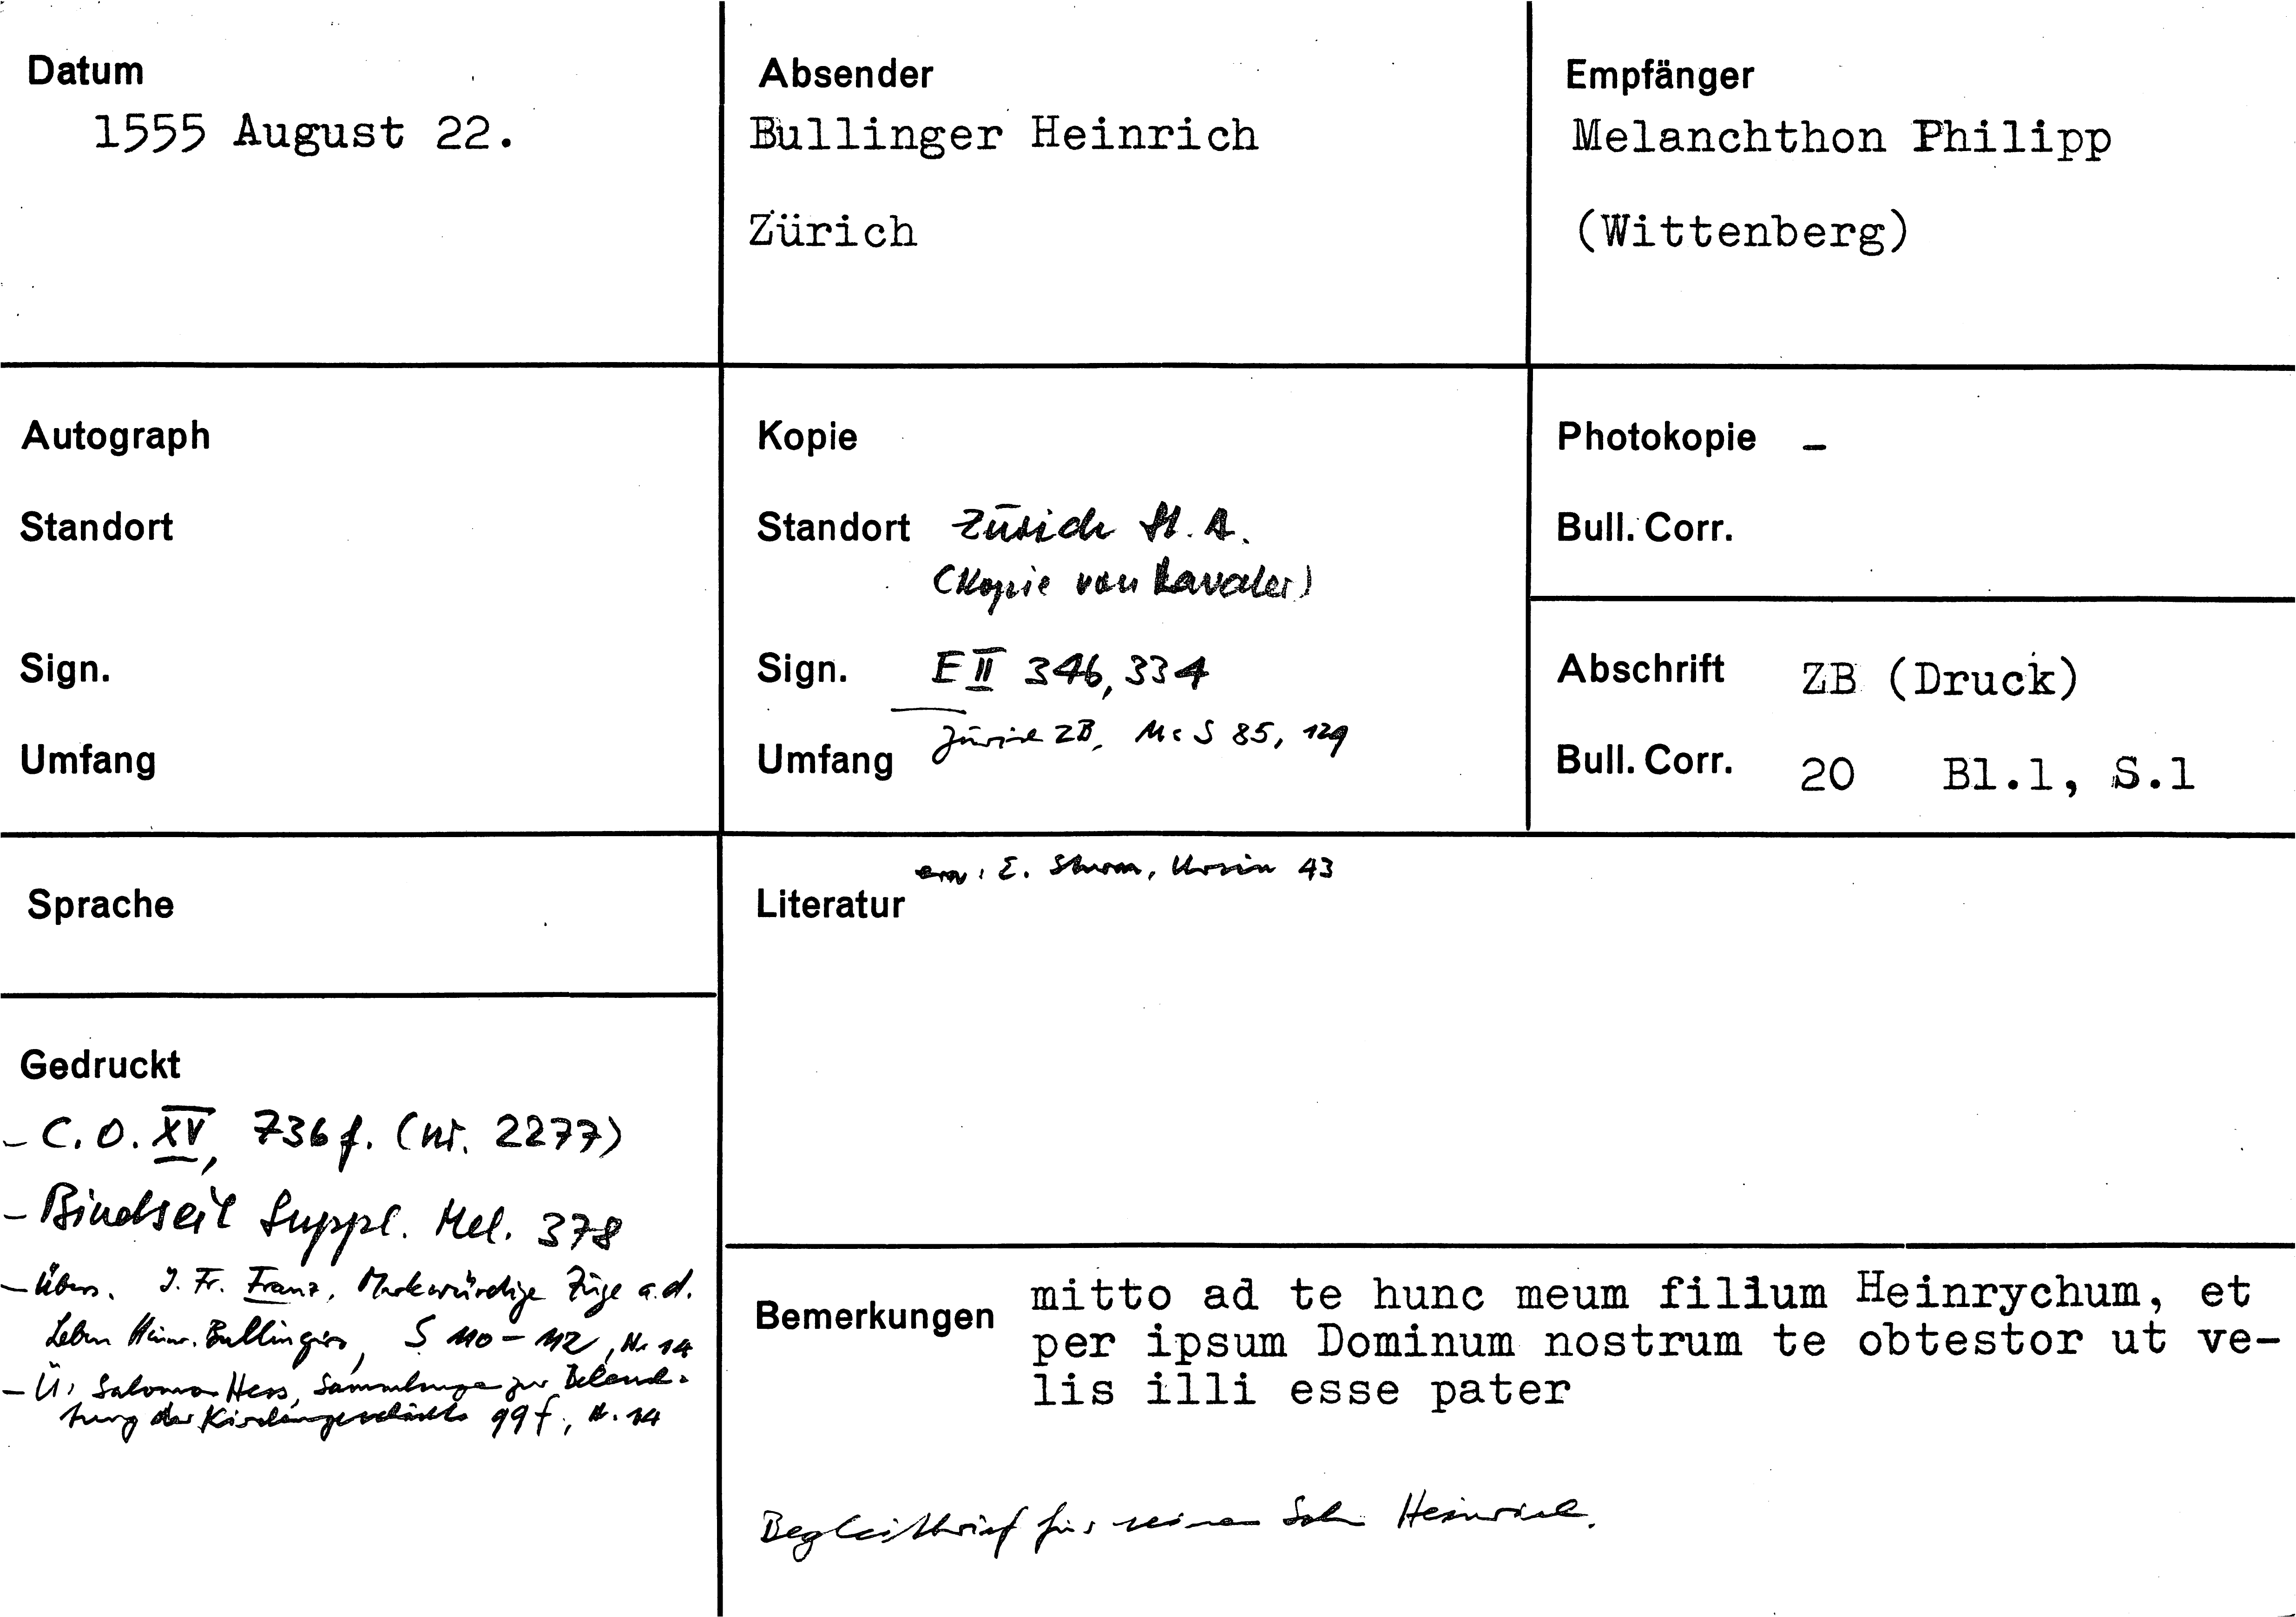 Datum
1555 August 22.
Absender
Bullinger Heinrich
Zürich
Empfänger
Melanchthon Philipp
(Wittenberg)
Autograph
Standort
Sign.
Umfang
Kopie
Standort Zürich St. A.
(Kopie von Lavater)
Sign. E II 346, 334
Zürich ZB, Ms S 85, 129
Umfang
Photokopie –
Bull. Corr.
Abschrift ZB (Druck)
Bull. Corr. 20 Bl.1, S.1
Sprache
Gedruckt
– C. O. XV, 736 f. (nr. 2277)
– Bindseil Suppl. Mel. 378
– Übers. J. Fr. Franz, Merkwürdige Züge a. d.
Leben Heinr. Bullingers, S 110–112, Nr 14
– Ü: Salomon Hess, Sammlungen zur Beleuch-
tung der Kirchengeschichte 99 f, N. 14
erw: E. Sturm, Ursin 43
Literatur
Bemerkungen mitto ad te hunc meum filium Heinrychum, et
per ipsum Dominum nostrum te obtestor ut ve-
lis illi esse pater
Begleitbrief für seinen Sohn Heinrich.